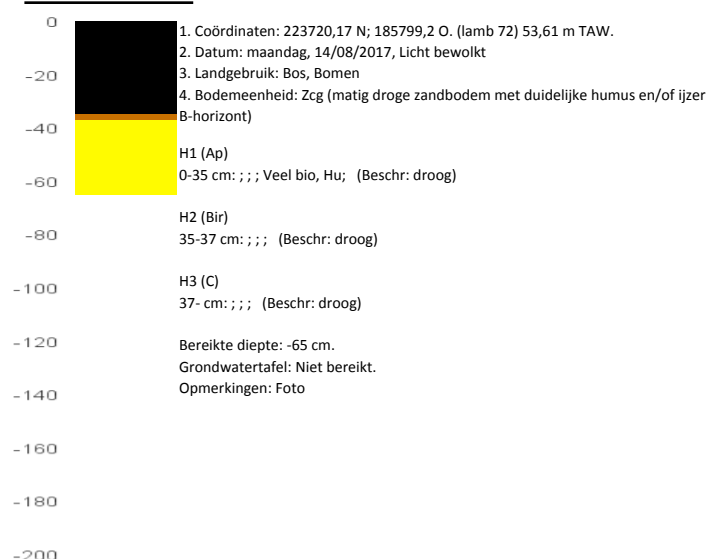 0
-20
-40
-60
-80
-100
-120
-140
-160
-180
-200
1. Coördinaten: 223720,17 N; 185799,2 O. (lamb 72) 53,61 m TAW.
2. Datum: maandag, 14/08/2017, Licht bewolkt
3. Landgebruik: Bos, Bomen
4. Bodemeenheid: Zcg (matig droge zandbodem met duidelijke humus en/of ijzer
B-horizont)
H1 (Ap)
0-35 cm: ; ; ; Veel bio, Hu; (Beschr: droog)
H2 (Bir)
35-37 cm: ; ; ; (Beschr: droog)
H3 (C)
37- cm: ; ; ; (Beschr: droog)
Bereikte diepte: -65 cm.
Grondwatertafel: Niet bereikt.
Opmerkingen: Foto